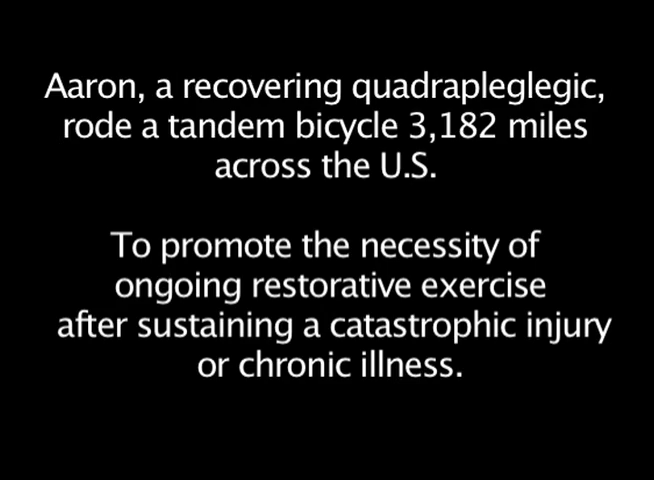 Aaron, a recovering quadrapleglegic,
rode a tandem bicycle 3,182 miles
across the U.S.
To promote the necessity of
ongoing restorative exercise
after sustaining a catastrophic injury
or chronic illness.